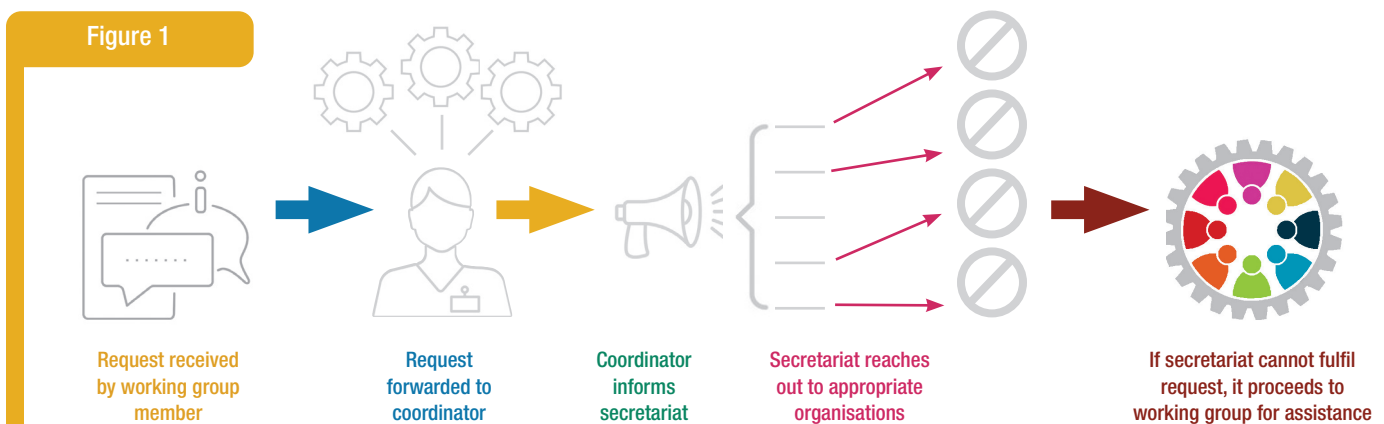 Figure 1
Request received
by working group
member
Request
forwarded to
coordinator
Coordinator
informs
secretariat
Secretariat reaches
out to appropriate
organisations
If secretariat cannot fulfil
request, it proceeds to
working group for assistance